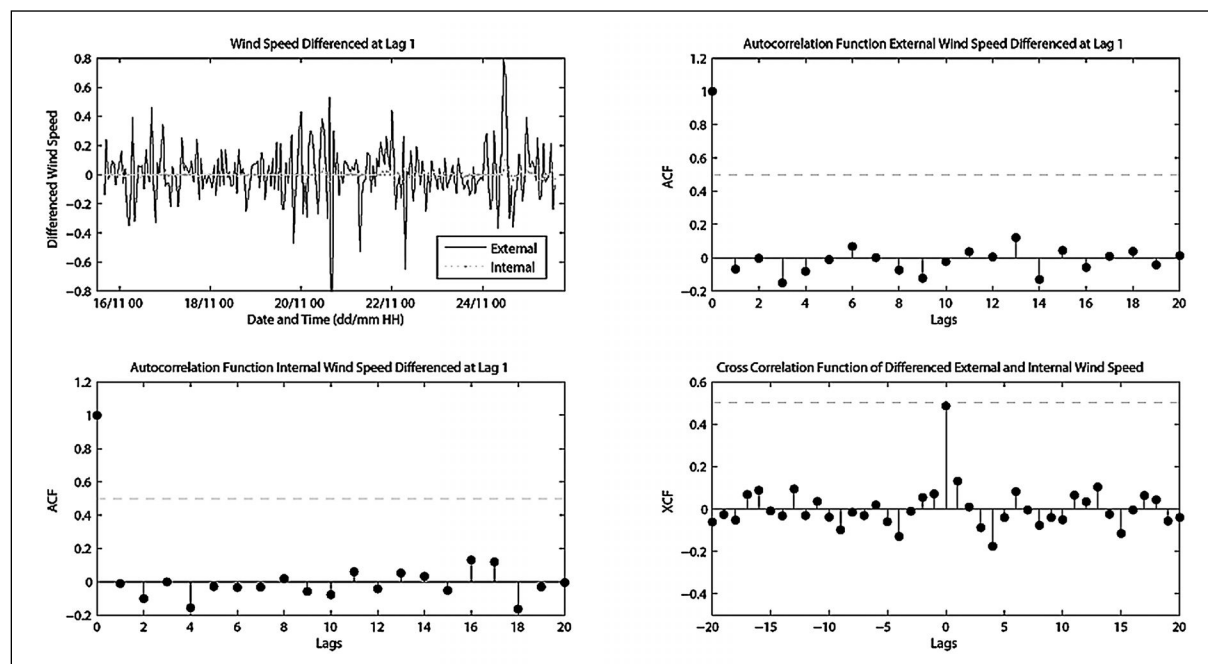 Wind Speed Differenced at Lag 1
0.8
0.6
0.4
0.2
0
−0.2
−0.4
−0.6
−0.8
Differenced Wind Speed
External
Internal
16/11 00 18/11 00 20/11 00 22/11 00 24/11 00
Date and Time (dd/mm HH)
Autocorrelation Function External Wind Speed Differenced at Lag 1
1.2
1
0.8
0.6
0.4
0.2
0
−0.2
ACF
0 2 4 6 8 10 12 14 16 18 20
Lags
Autocorrelation Function Internal Wind Speed Differenced at Lag 1
1.2
1
0.8
0.6
0.4
0.2
0
−0.2
ACF
0 2 4 6 8 10 12 14 16 18 20
Lags
Cross Correlation Function of Differenced External and Internal Wind Speed
0.6
0.4
0.2
0
−0.2
−0.4
−0.5
XCF
−20 −15 −10 −5 0 5 10 15 20
Lags